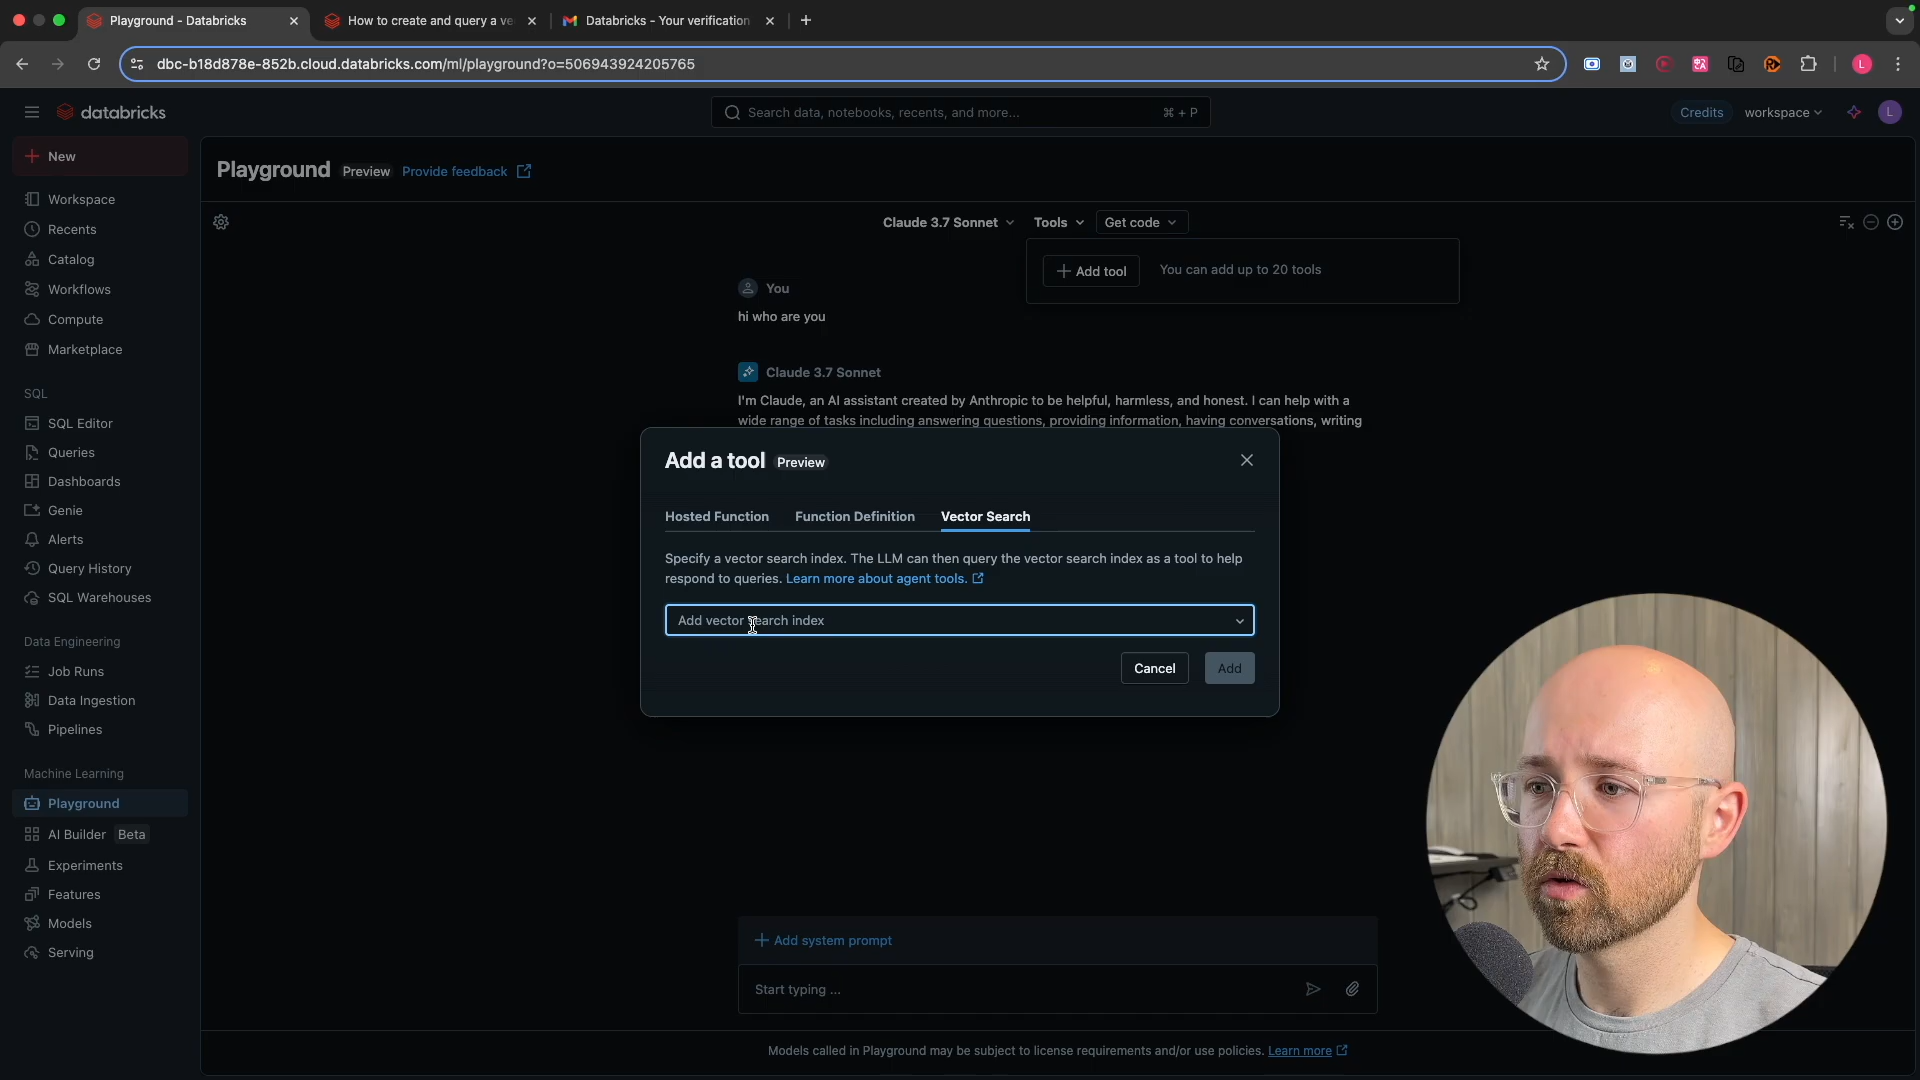 Playground - Databricks
How to create and query a ve
Databricks - Your verification
dbc-b18d878e-852b.cloud.databricks.com/ml/playground?o=506943924205765
L
databricks
Search data, notebooks, recents, and more...
⌘ + P
Credits
workspace
L
New
Workspace
Recents
Catalog
Workflows
Compute
Marketplace
SQL
SQL Editor
Queries
Dashboards
Genie
Alerts
Query History
SQL Warehouses
Data Engineering
Job Runs
Data Ingestion
Pipelines
Machine Learning
Playground
AI Builder Beta
Experiments
Features
Models
Serving
Playground Preview Provide feedback
Claude 3.7 Sonnet
Tools
Get code
Add tool
You can add up to 20 tools
You
hi who are you
Claude 3.7 Sonnet
I'm Claude, an AI assistant created by Anthropic to be helpful, harmless, and honest. I can help with a
wide range of tasks including answering questions, providing information, having conversations, writing
Add a tool Preview
Hosted Function
Function Definition
Vector Search
Specify a vector search index. The LLM can then query the vector search index as a tool to help
respond to queries. Learn more about agent tools.
Add vector search index
Cancel
Add
Add system prompt
Start typing ...
Models called in Playground may be subject to license requirements and/or use policies. Learn more